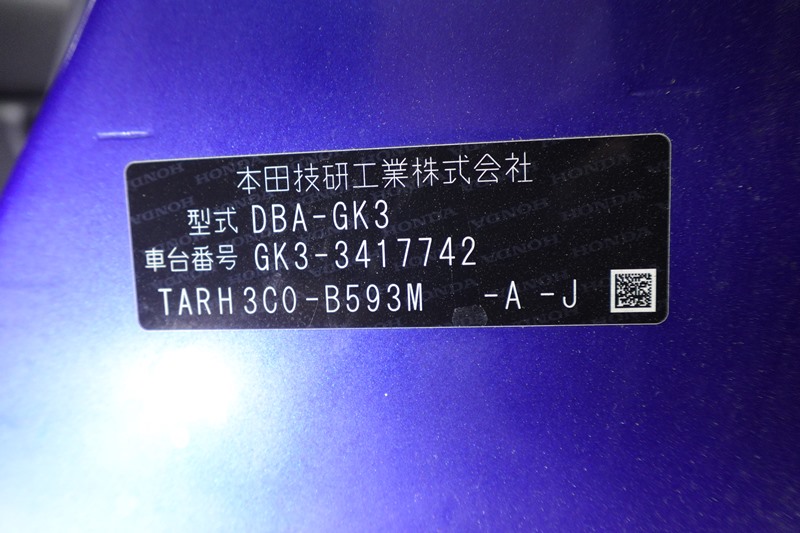 本田技研工業株式会社
型式 DBA-GK3
車台番号 GK3-3417742
TARH3C0-B593M -A -J